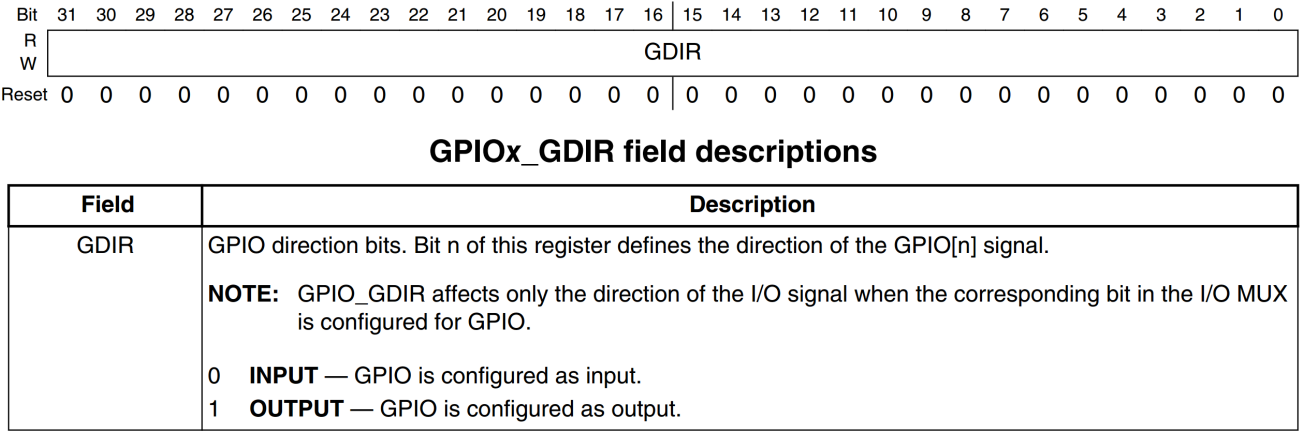 Bit 31 30 29 28 27 26 25 24 23 22 21 20 19 18 17 16 15 14 13 12 11 10 9 8 7 6 5 4 3 2 1 0
R
GDIR
W
Reset 0 0 0 0 0 0 0 0 0 0 0 0 0 0 0 0 0 0 0 0 0 0 0 0 0 0 0 0 0 0 0 0
GPIOx_GDIR field descriptions
Field Description
GDIR GPIO direction bits. Bit n of this register defines the direction of the GPIO[n] signal.
NOTE: GPIO_GDIR affects only the direction of the I/O signal when the corresponding bit in the I/O MUX
is configured for GPIO.
0 INPUT — GPIO is configured as input.
1 OUTPUT — GPIO is configured as output.